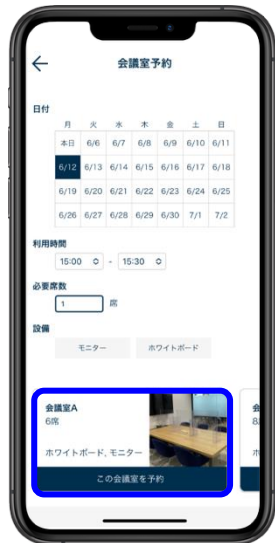 会議室予約
日付
月 火 水 木 金 土 日
本日 6/6 6/7 6/8 6/9 6/10 6/11
6/12 6/13 6/14 6/15 6/16 6/17 6/18
6/19 6/20 6/21 6/22 6/23 6/24 6/25
6/26 6/27 6/28 6/29 6/30 7/1 7/2
利用時間
15:00 - 15:30
必要席数
1 席
設備
モニター ホワイトボード
会議室A
6席
ホワイトボード, モニター
この会議室を予約
会
8